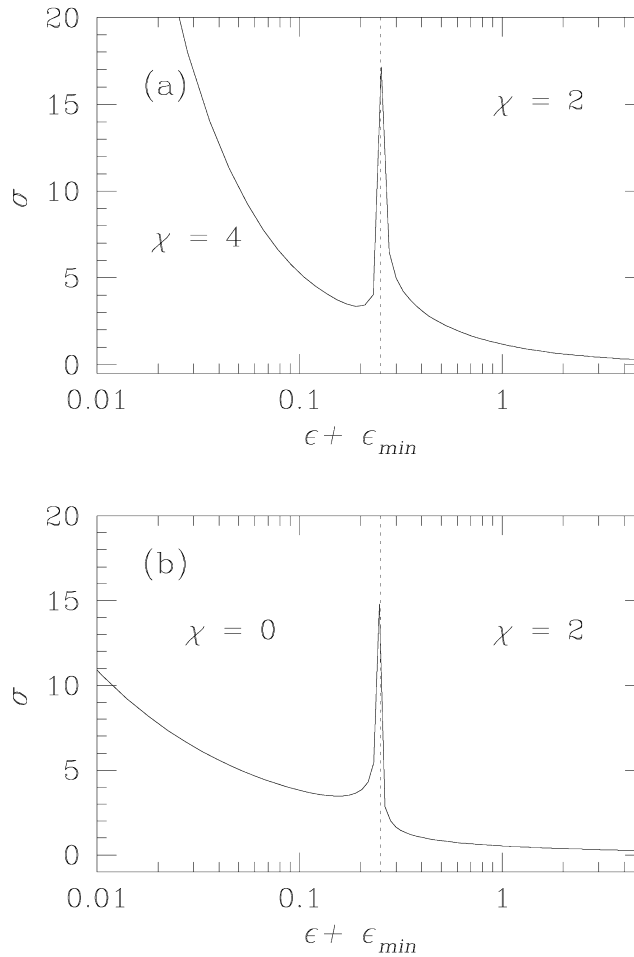 20
(a)
χ = 2
15
σ
10
χ = 4
5
0
0.01 0.1 1
ϵ + ϵmin
20
(b)
15
χ = 0 χ = 2
σ
10
5
0
0.01 0.1 1
ϵ + ϵmin